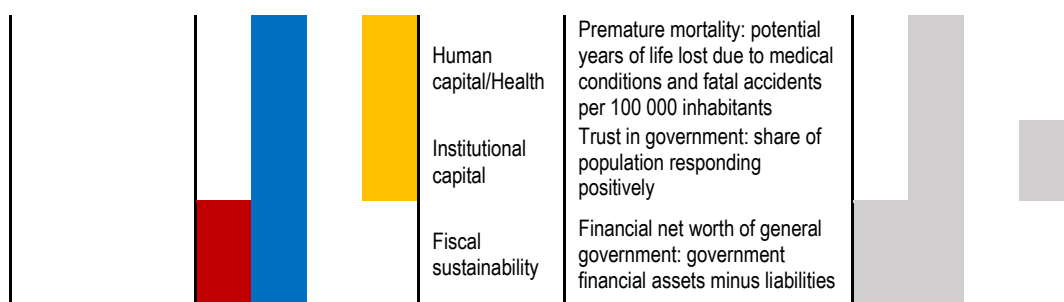 Human
capital/Health
Premature mortality: potential
years of life lost due to medical
conditions and fatal accidents
per 100 000 inhabitants
Institutional
capital
Trust in government: share of
population responding
positively
Fiscal
sustainability
Financial net worth of general
government: government
financial assets minus liabilities